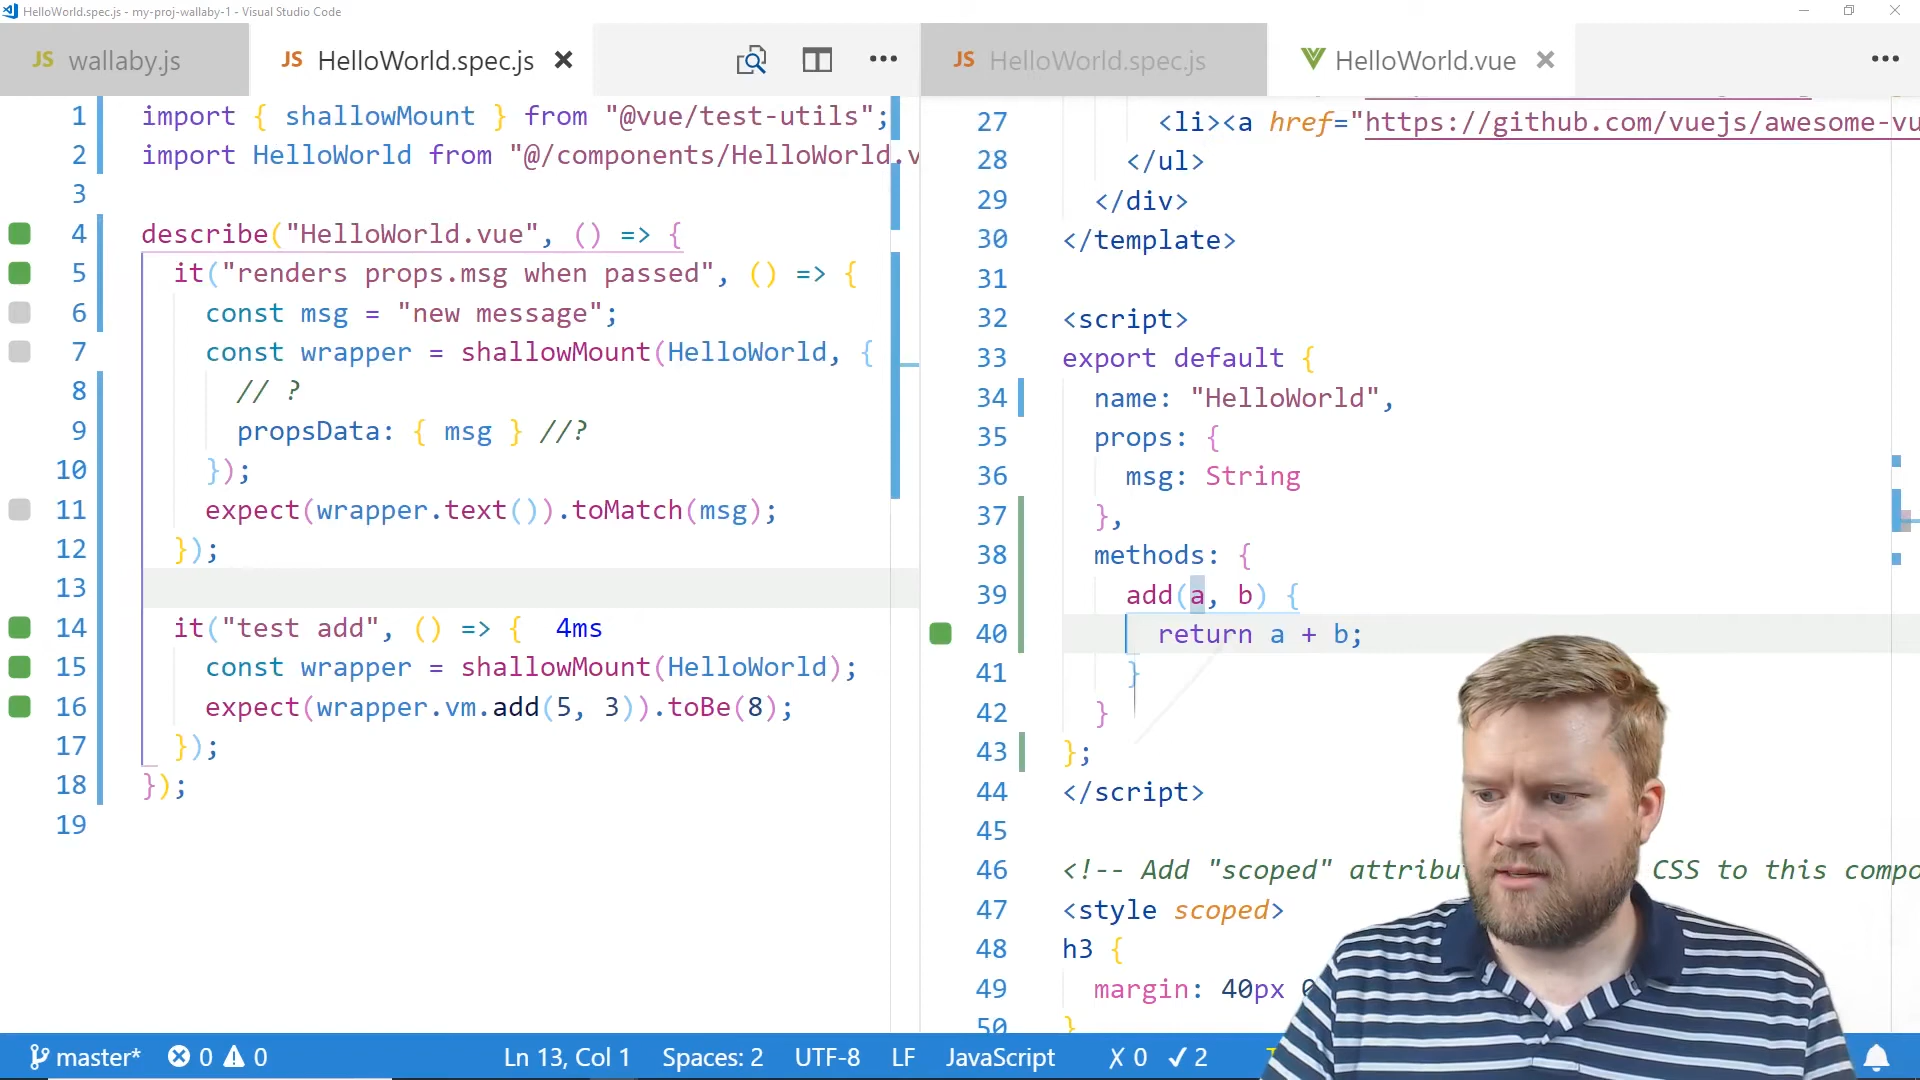 HelloWorld.spec.js - my-proj-wallaby-1 - Visual Studio Code
JS wallaby.js
JS HelloWorld.spec.js
1 import { shallowMount } from "@vue/test-utils";
2 import HelloWorld from "@/components/HelloWorld.v
3
4 describe("HelloWorld.vue", () => {
5 it("renders props.msg when passed", () => {
6 const msg = "new message";
7 const wrapper = shallowMount(HelloWorld, {
8 // ?
9 propsData: { msg } //?
10 });
11 expect(wrapper.text()).toMatch(msg);
12 });
13
14 it("test add", () => { 4ms
15 const wrapper = shallowMount(HelloWorld);
16 expect(wrapper.vm.add(5, 3)).toBe(8);
17 });
18 });
19
JS HelloWorld.spec.js
HelloWorld.vue
27 <li><a href="https://github.com/vuejs/awesome-vu
28 </ul>
29 </div>
30 </template>
31
32 <script>
33 export default {
34 name: "HelloWorld",
35 props: {
36 msg: String
37 },
38 methods: {
39 add(a, b) {
40 return a + b;
41 }
42 }
43 };
44 </script>
45
46 <!-- Add "scoped" CSS to this compo
47 <style scoped>
48 h3 {
49 margin: 40px
50 }
master* 0 0 Ln 13, Col 1 Spaces: 2 UTF-8 LF JavaScript ✗ 0 ✓ 2